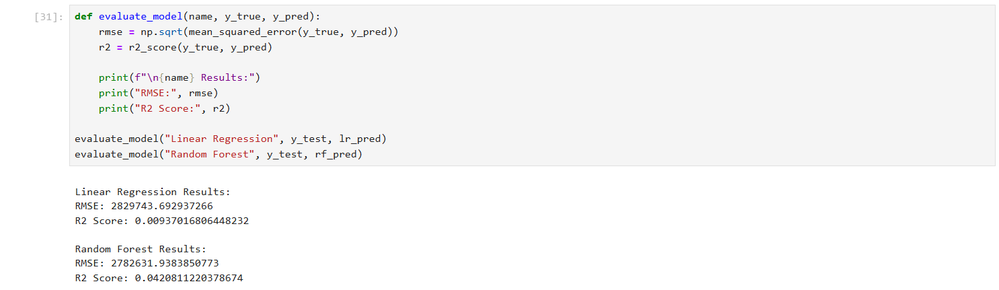 [31]: def evaluate_model(name, y_true, y_pred):
    rmse = np.sqrt(mean_squared_error(y_true, y_pred))
    r2 = r2_score(y_true, y_pred)
    print(f"\n{name} Results:")
    print("RMSE:", rmse)
    print("R2 Score:", r2)
evaluate_model("Linear Regression", y_test, lr_pred)
evaluate_model("Random Forest", y_test, rf_pred)
Linear Regression Results:
RMSE: 2829743.692937266
R2 Score: 0.00937016806448232
Random Forest Results:
RMSE: 2782631.9383850773
R2 Score: 0.0420811220378674